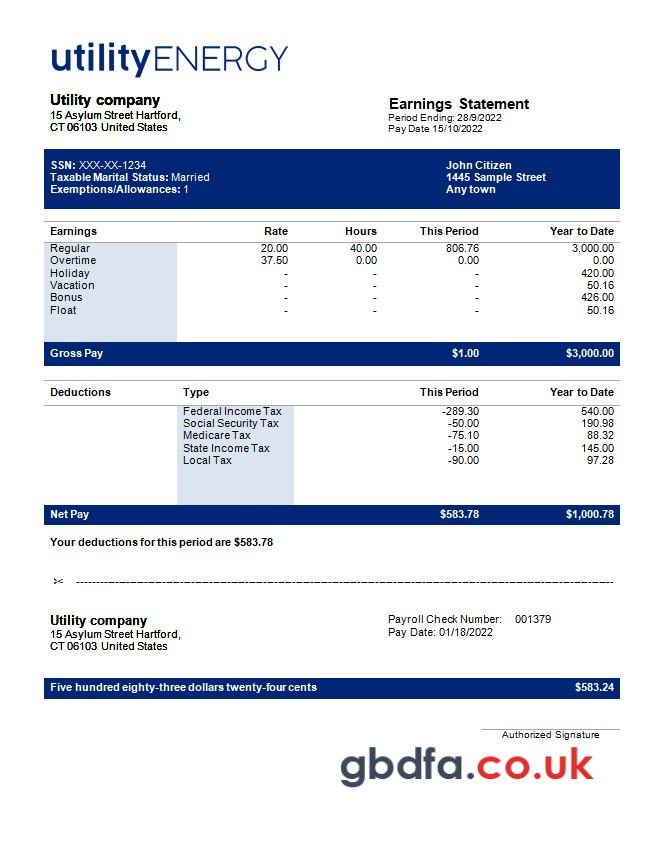 utilityENERGY
Utility company
15 Asylum Street Hartford,
CT 06103 United States
Earnings Statement
Period Ending: 28/9/2022
Pay Date 15/10/2022
SSN: XXX-XX-1234
Taxable Marital Status: Married
Exemptions/Allowances: 1
John Citizen
1445 Sample Street
Any town
Earnings Rate Hours This Period Year to Date
Regular 20.00 40.00 806.76 3,000.00
Overtime 37.50 0.00 0.00 0.00
Holiday - - - 420.00
Vacation - - - 50.16
Bonus - - - 426.00
Float - - - 50.16
Gross Pay $1.00 $3,000.00
Deductions Type This Period Year to Date
Federal Income Tax -289.30 540.00
Social Security Tax -50.00 190.98
Medicare Tax -75.10 88.32
State Income Tax -15.00 145.00
Local Tax -90.00 97.28
Net Pay $583.78 $1,000.78
Your deductions for this period are $583.78
Utility company
15 Asylum Street Hartford,
CT 06103 United States
Payroll Check Number: 001379
Pay Date: 01/18/2022
Five hundred eighty-three dollars twenty-four cents $583.24
Authorized Signature
gbdfa.co.uk